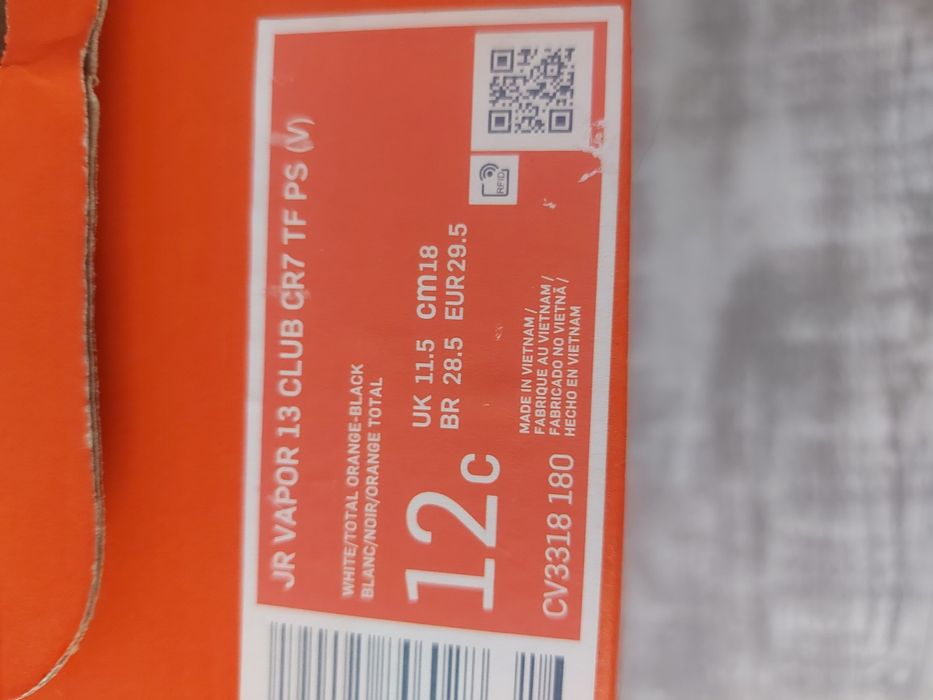 JR VAPOR 13 CLUB CR7 TF PS (V)
WHITE/TOTAL ORANGE-BLACK
BLANC/NOIR/ORANGE TOTAL
12C
UK 11.5 cm18
BR 28.5 EUR29.5
RFID
CV3318 180
MADE IN VIETNAM /
FABRIQUE AU VIETNAM /
FABRICADO NO VIETNÃ /
HECHO EN VIETNAM